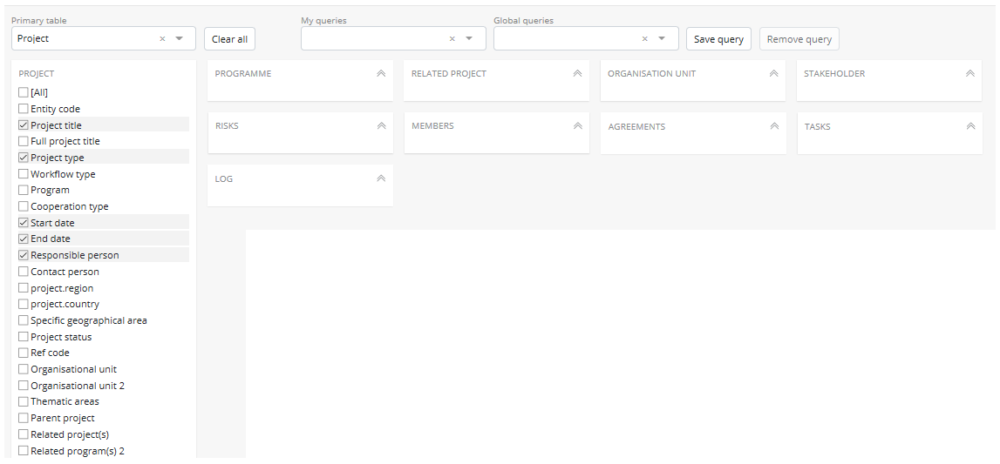 Primary table
My queries
Global queries
Project
Clear all
Save query
Remove query
PROJECT
[All]
Entity code
Project title
Full project title
Project type
Workflow type
Program
Cooperation type
Start date
End date
Responsible person
Contact person
project.region
project.country
Specific geographical area
Project status
Ref code
Organisational unit
Organisational unit 2
Thematic areas
Parent project
Related project(s)
Related program(s) 2
PROGRAMME
RELATED PROJECT
ORGANISATION UNIT
STAKEHOLDER
RISKS
MEMBERS
AGREEMENTS
TASKS
LOG